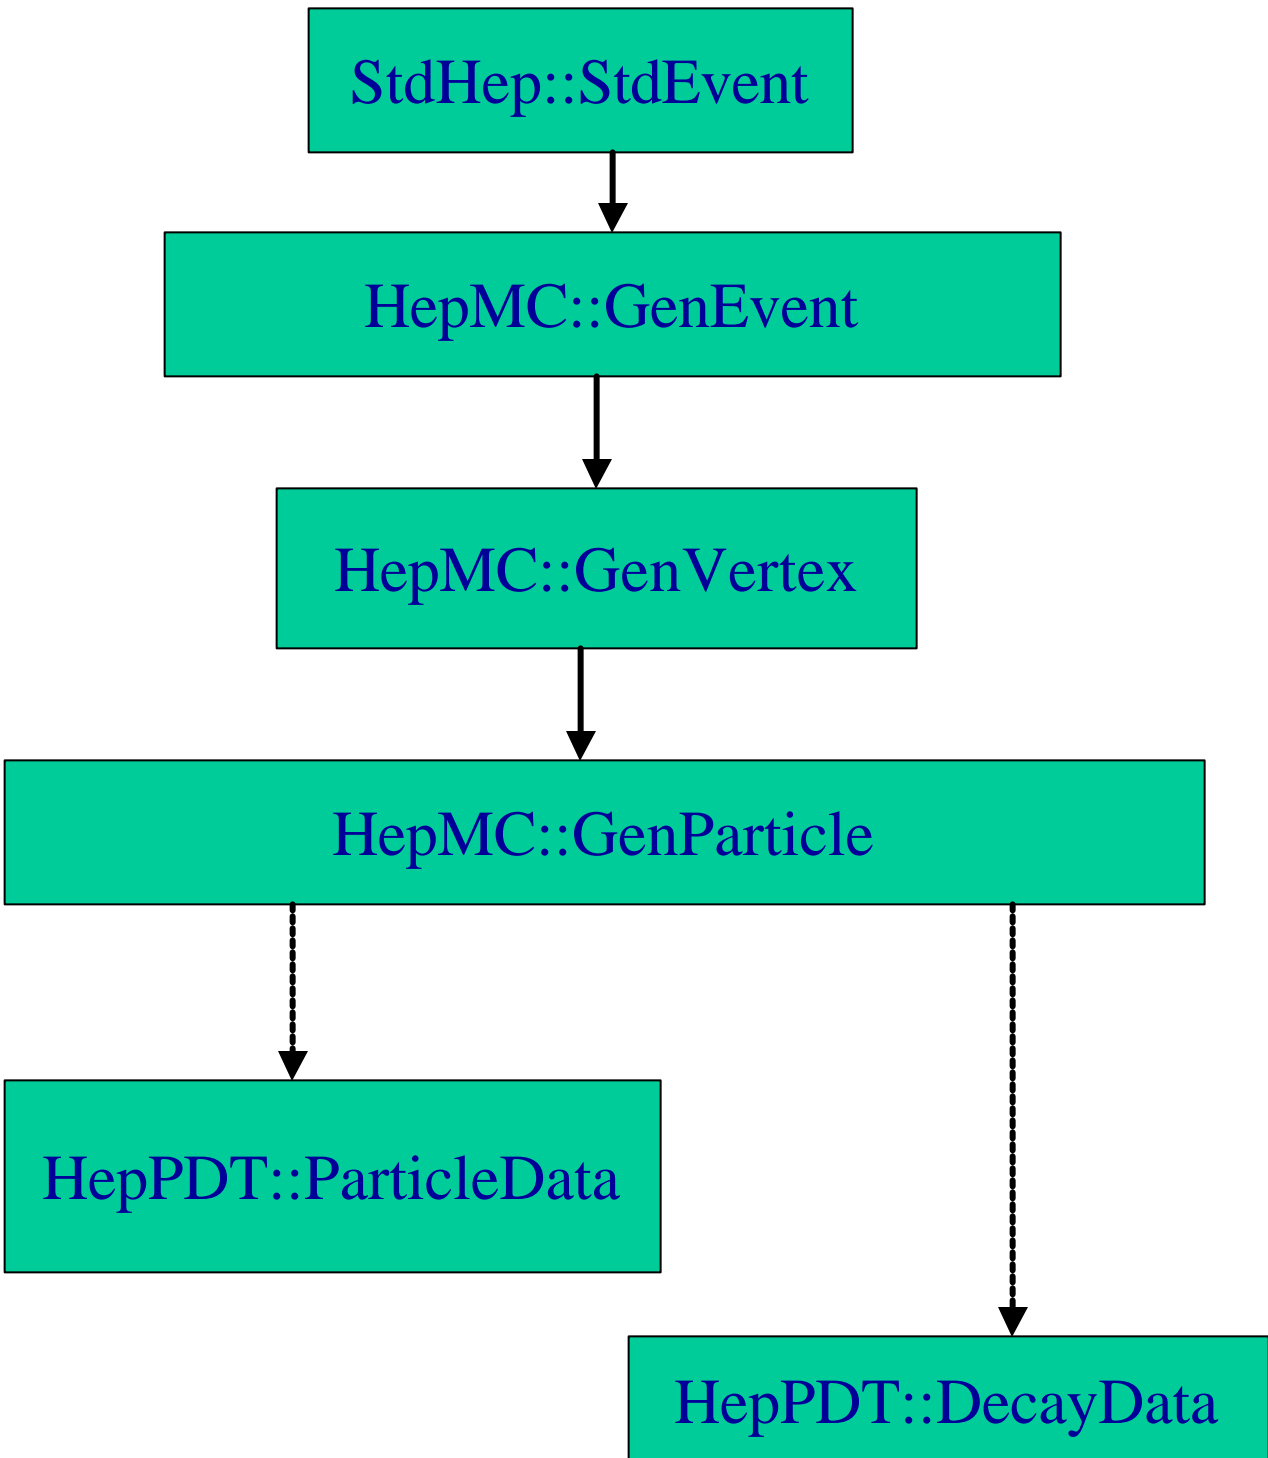 StdHep::StdEvent
HepMC::GenEvent
HepMC::GenVertex
HepMC::GenParticle
HepPDT::ParticleData
HepPDT::DecayData